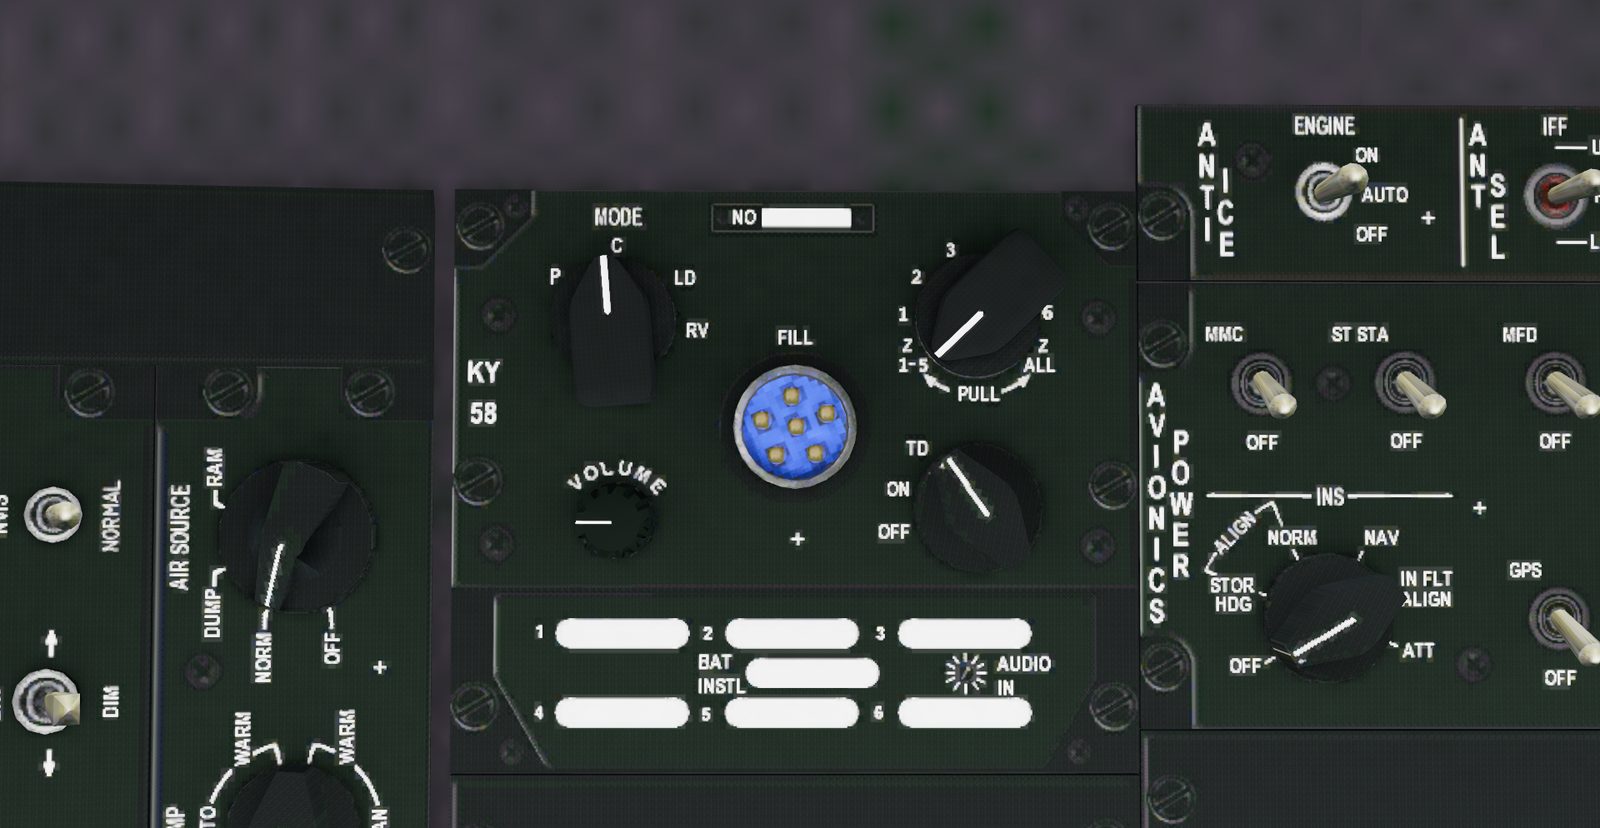 ANTI ICE
ENGINE
ON
AUTO
OFF
+
ANT SEL
IFF
MODE
P
C
LD
RV
NO
3
2
1
6
Z
1-5
Z
ALL
PULL
FILL
KY
58
VOLUME
TD
ON
OFF
+
1
2
3
BAT
INSTL
AUDIO
IN
4
5
6
MMC
ST STA
MFD
OFF
OFF
OFF
AVIONICS POWER
INS
+
ALIGN
NORM
NAV
STOR
HDG
IN FLT
ALIGN
OFF
ATT
GPS
OFF
NORMAL
DIM
AIR SOURCE
RAM
DUMP
NORM
OFF
+
WARM
WARM